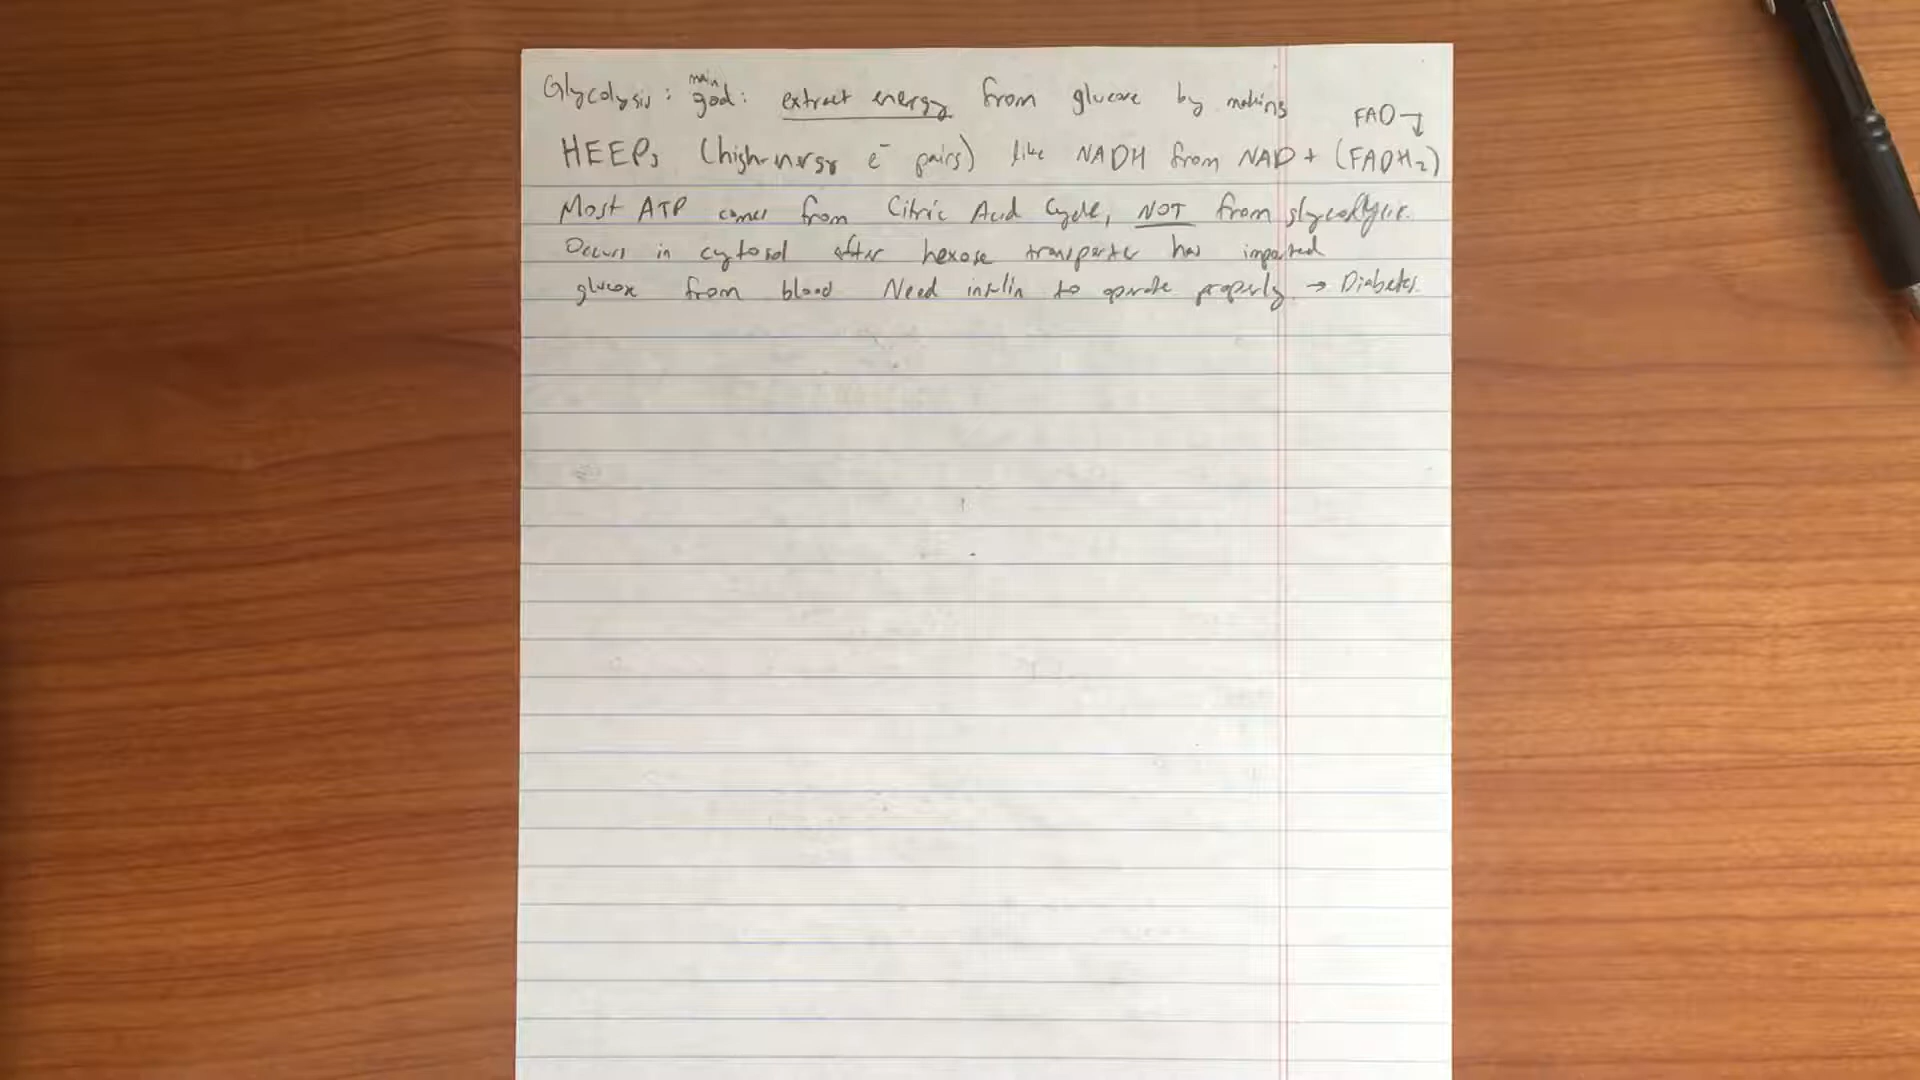 Glycolysis: main goal: extract energy from glucose by making
FAD ↴
HEEPs (high-energy e⁻ pairs) like NADH from NAD+ (FADH₂)
Most ATP comes from Citric Acid Cycle, NOT from glycolysis.
Occurs in cytosol after hexose transporter has imported
glucose from blood Need insulin to operate properly → Diabetes.